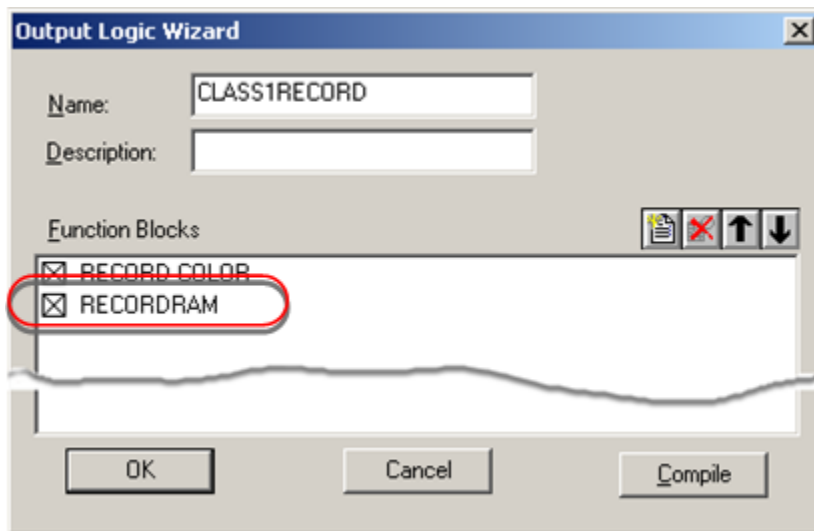 Output Logic Wizard
Name: CLASS1RECORD
Description:
Function Blocks
RECORD COLOR
RECORDRAM
OK Cancel Compile